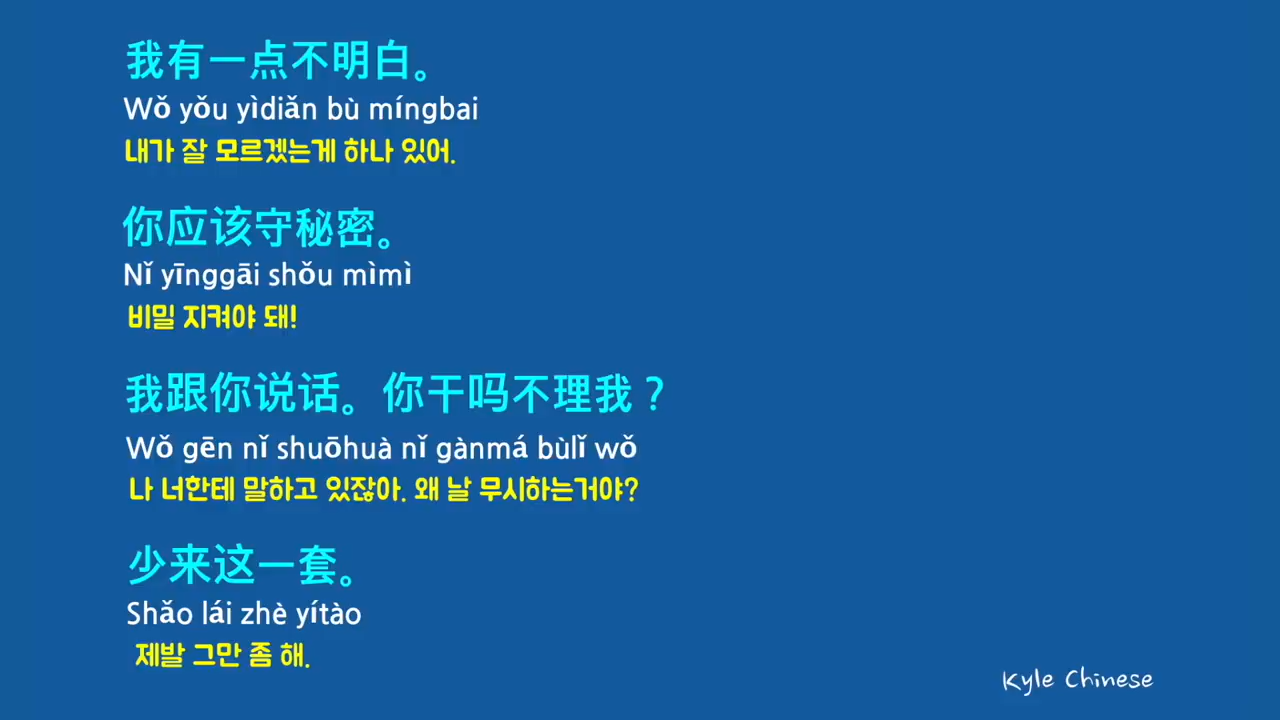 我有一点不明白。
Wǒ yǒu yìdiǎn bù míngbai
내가 잘 모르겠는게 하나 있어.
你应该守秘密。
Nǐ yīnggāi shǒu mìmì
비밀 지켜야 돼!
我跟你说话。你干吗不理我？
Wǒ gēn nǐ shuōhuà nǐ gànmá bùlǐ wǒ
나 너한테 말하고 있잖아. 왜 날 무시하는거야?
少来这一套。
Shǎo lái zhè yítào
제발 그만 좀 해.
Kyle Chinese